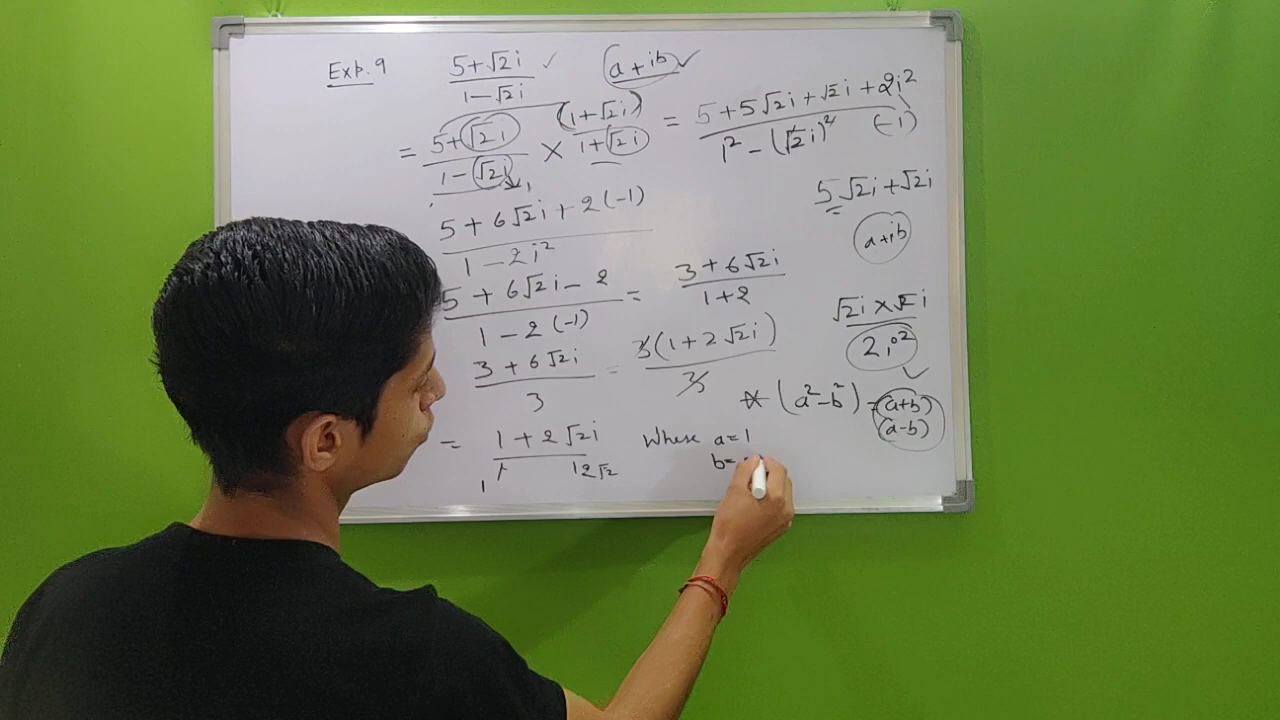 Exp. 9
5+√2i / 1-√2i ✓ a+ib ✓
= 5+√2i / 1-√2i × (1+√2i) / 1+√2i = 5+5√2i+√2i+2i² / 1²-(√2i)² (-1)
5+6√2i+2(-1) / 1-2i²
5√2i+√2i
a+ib
5+6√2i-2 / 1-2(-1) = 3+6√2i / 1+2
√2i×√2i
2i²
3+6√2i / 3 = 3(1+2√2i) / 3
* (a²-b²) = (a+b)
(a-b)
= 1+2√2i Where a=1
1 2√2 b=